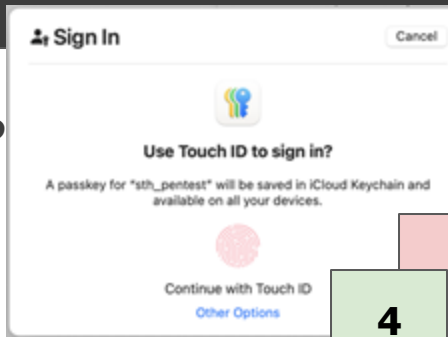 Sign In
Cancel
Use Touch ID to sign in?
A passkey for "sth_pentest" will be saved in iCloud Keychain and
available on all your devices.
Continue with Touch ID
Other Options
4